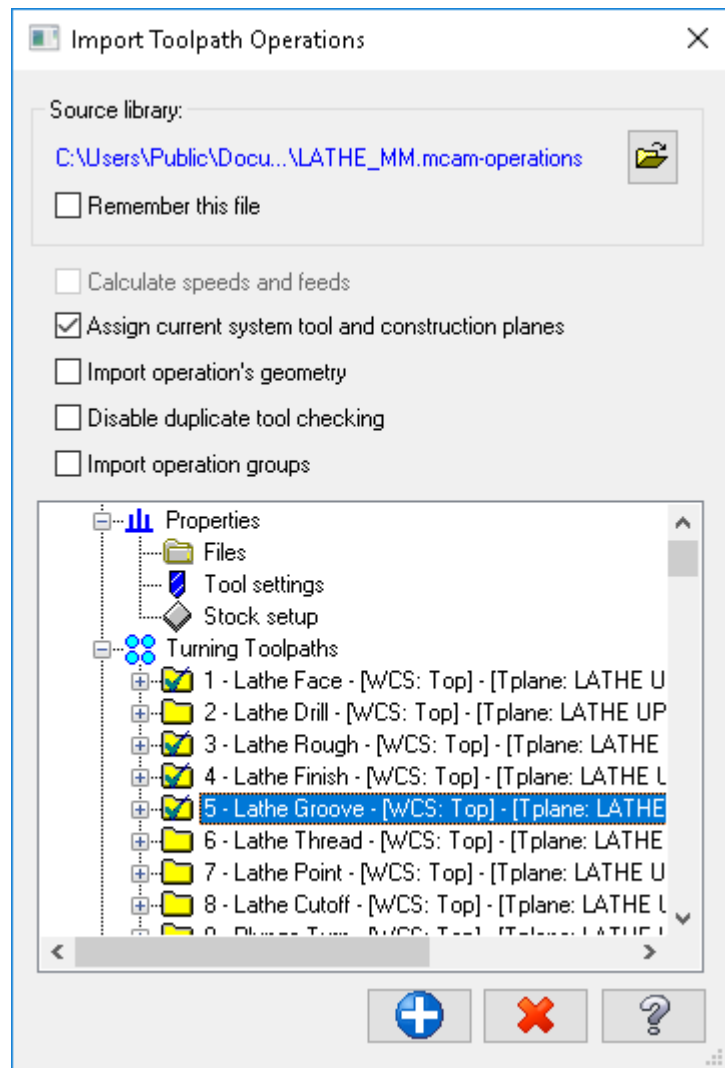 Import Toolpath Operations
Source library:
C:\Users\Public\Docu...\LATHE_MM.mcam-operations
Remember this file
Calculate speeds and feeds
Assign current system tool and construction planes
Import operation's geometry
Disable duplicate tool checking
Import operation groups
Properties
Files
Tool settings
Stock setup
Turning Toolpaths
1 - Lathe Face - [WCS: Top] - [Tplane: LATHE U
2 - Lathe Drill - [WCS: Top] - [Tplane: LATHE UP
3 - Lathe Rough - [WCS: Top] - [Tplane: LATHE
4 - Lathe Finish - [WCS: Top] - [Tplane: LATHE U
5 - Lathe Groove - [WCS: Top] - [Tplane: LATHE
6 - Lathe Thread - [WCS: Top] - [Tplane: LATHE
7 - Lathe Point - [WCS: Top] - [Tplane: LATHE U
8 - Lathe Cutoff - [WCS: Top] - [Tplane: LATHE